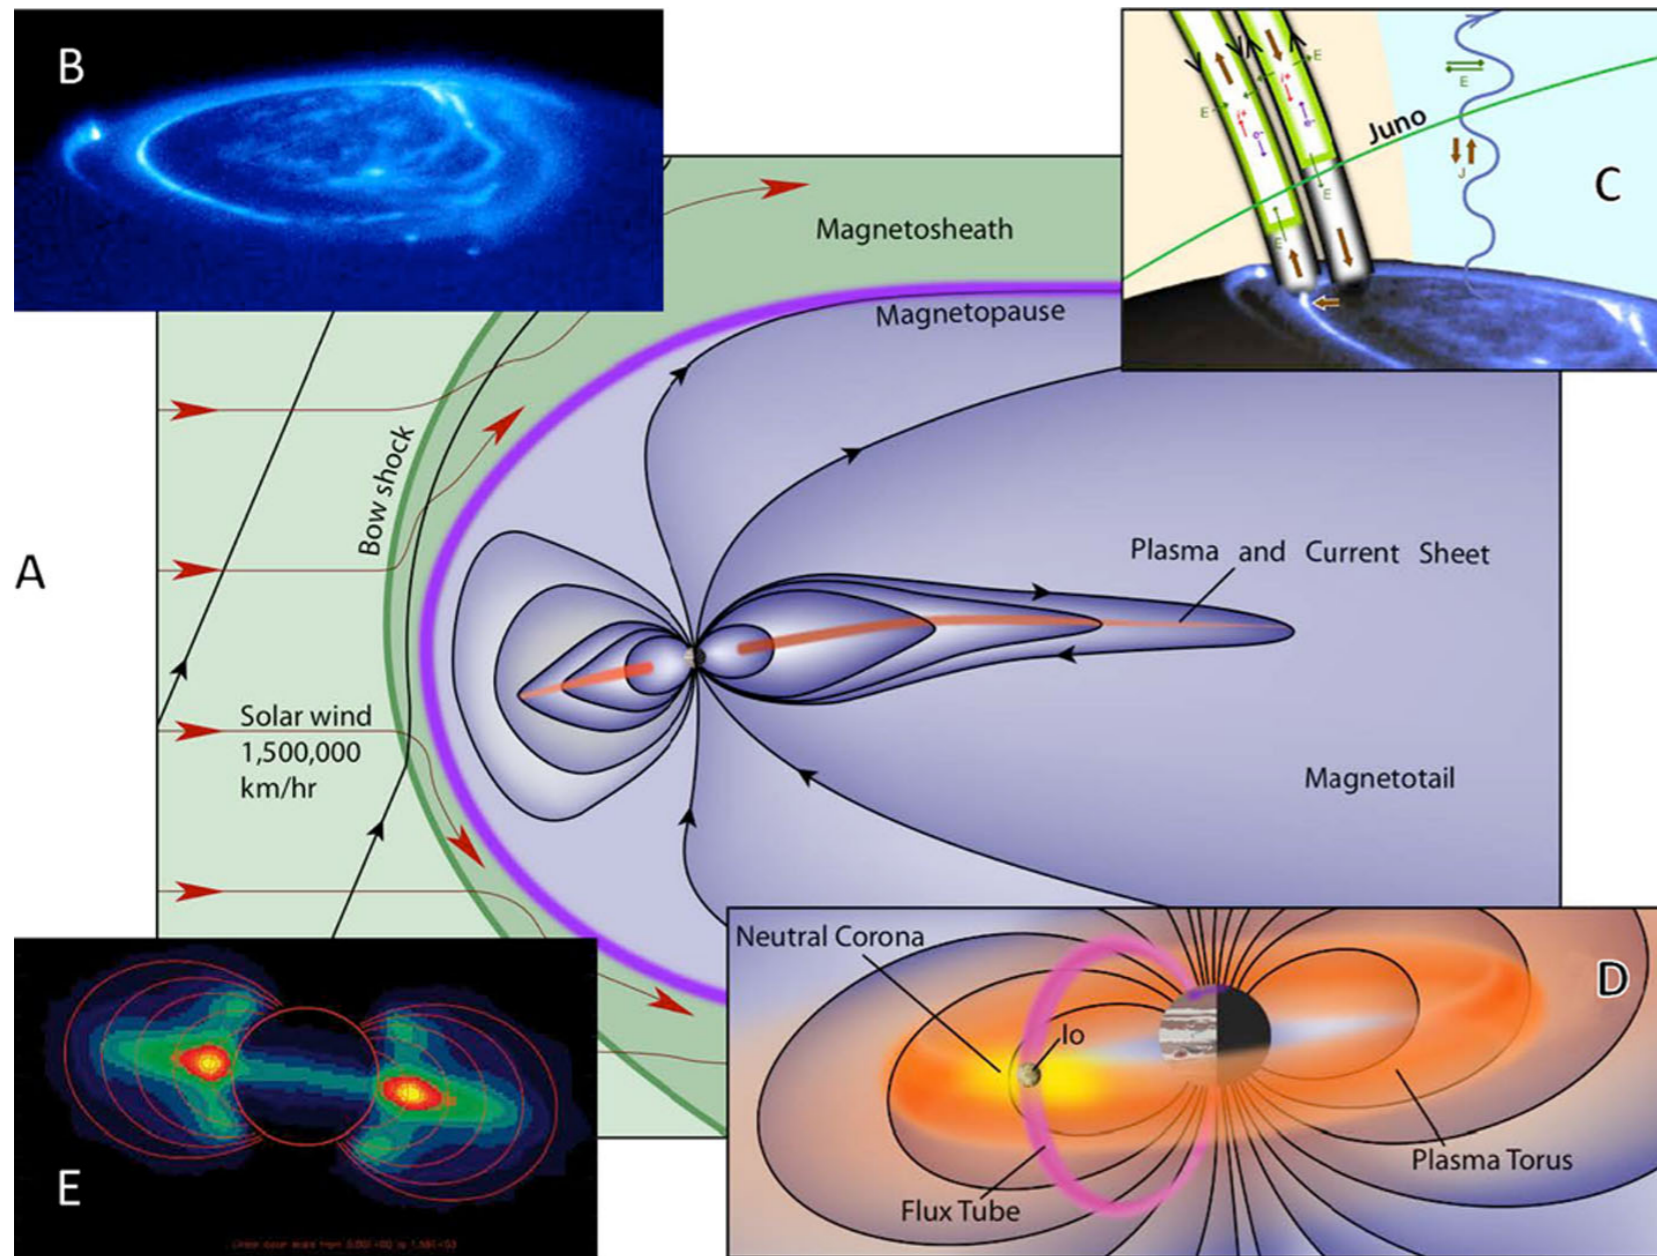 B
C
Juno
E
E
E
E
E
J
Magnetosheath
Magnetopause
A
Bow shock
Plasma and Current Sheet
Solar wind
1,500,000
km/hr
Magnetotail
Neutral Corona
D
Io
Plasma Torus
Flux Tube
E